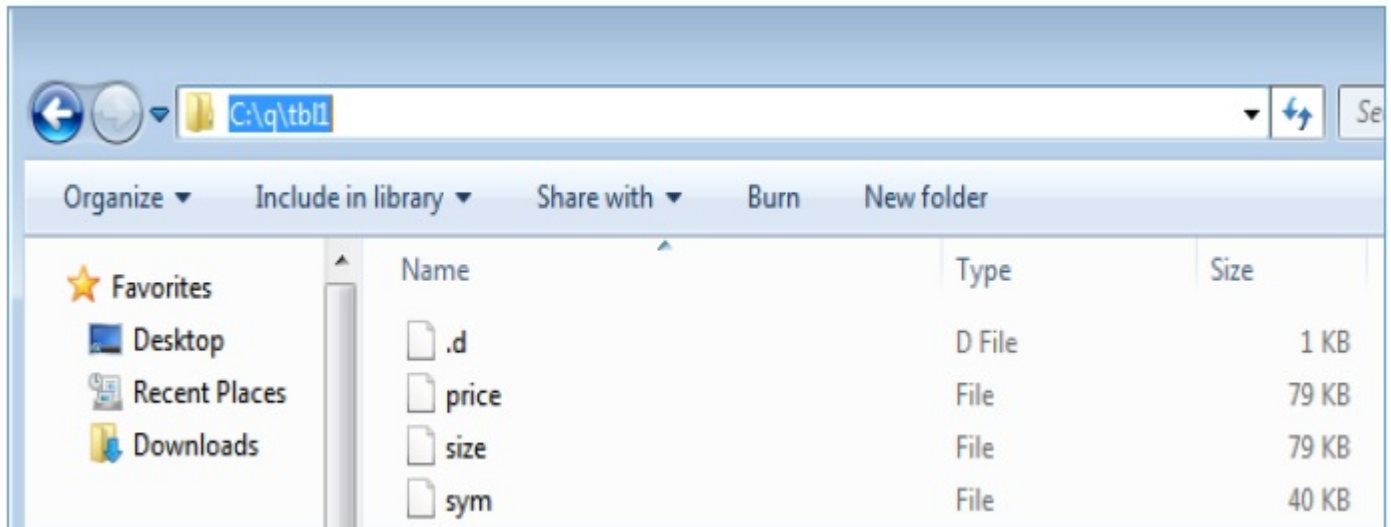 C:\q\tbl1
Se
Organize Include in library Share with Burn New folder
Favorites
Desktop
Recent Places
Downloads
Name Type Size
.d D File 1 KB
price File 79 KB
size File 79 KB
sym File 40 KB